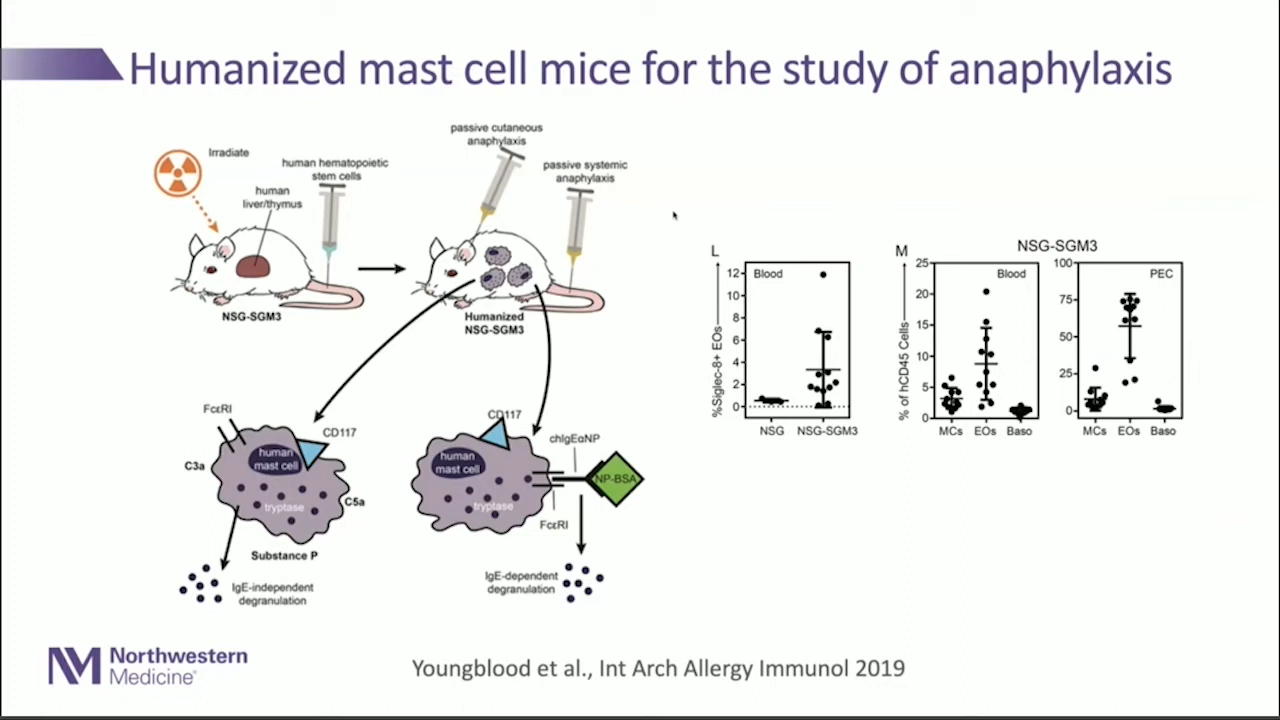 Humanized mast cell mice for the study of anaphylaxis
passive cutaneous
anaphylaxis
Irradiate
human hematopoietic
stem cells
passive systemic
anaphylaxis
human
liver/thymus
NSG-SGM3
Humanized
NSG-SGM3
FcεRI
CD117
C3a
human
mast cell
tryptase
C5a
Substance P
IgE-independent
degranulation
CD117
chIgEαNP
human
mast cell
NP-BSA
tryptase
FcεRI
IgE-dependent
degranulation
L
%Siglec-8+ EOs
Blood
12
10
8
6
4
2
0
NSG
NSG-SGM3
M
NSG-SGM3
% of hCD45 Cells
Blood
25
20
15
10
5
0
MCs
EOs
Baso
PEC
100
75
50
25
0
MCs
EOs
Baso
NM
Northwestern
Medicine®
Youngblood et al., Int Arch Allergy Immunol 2019